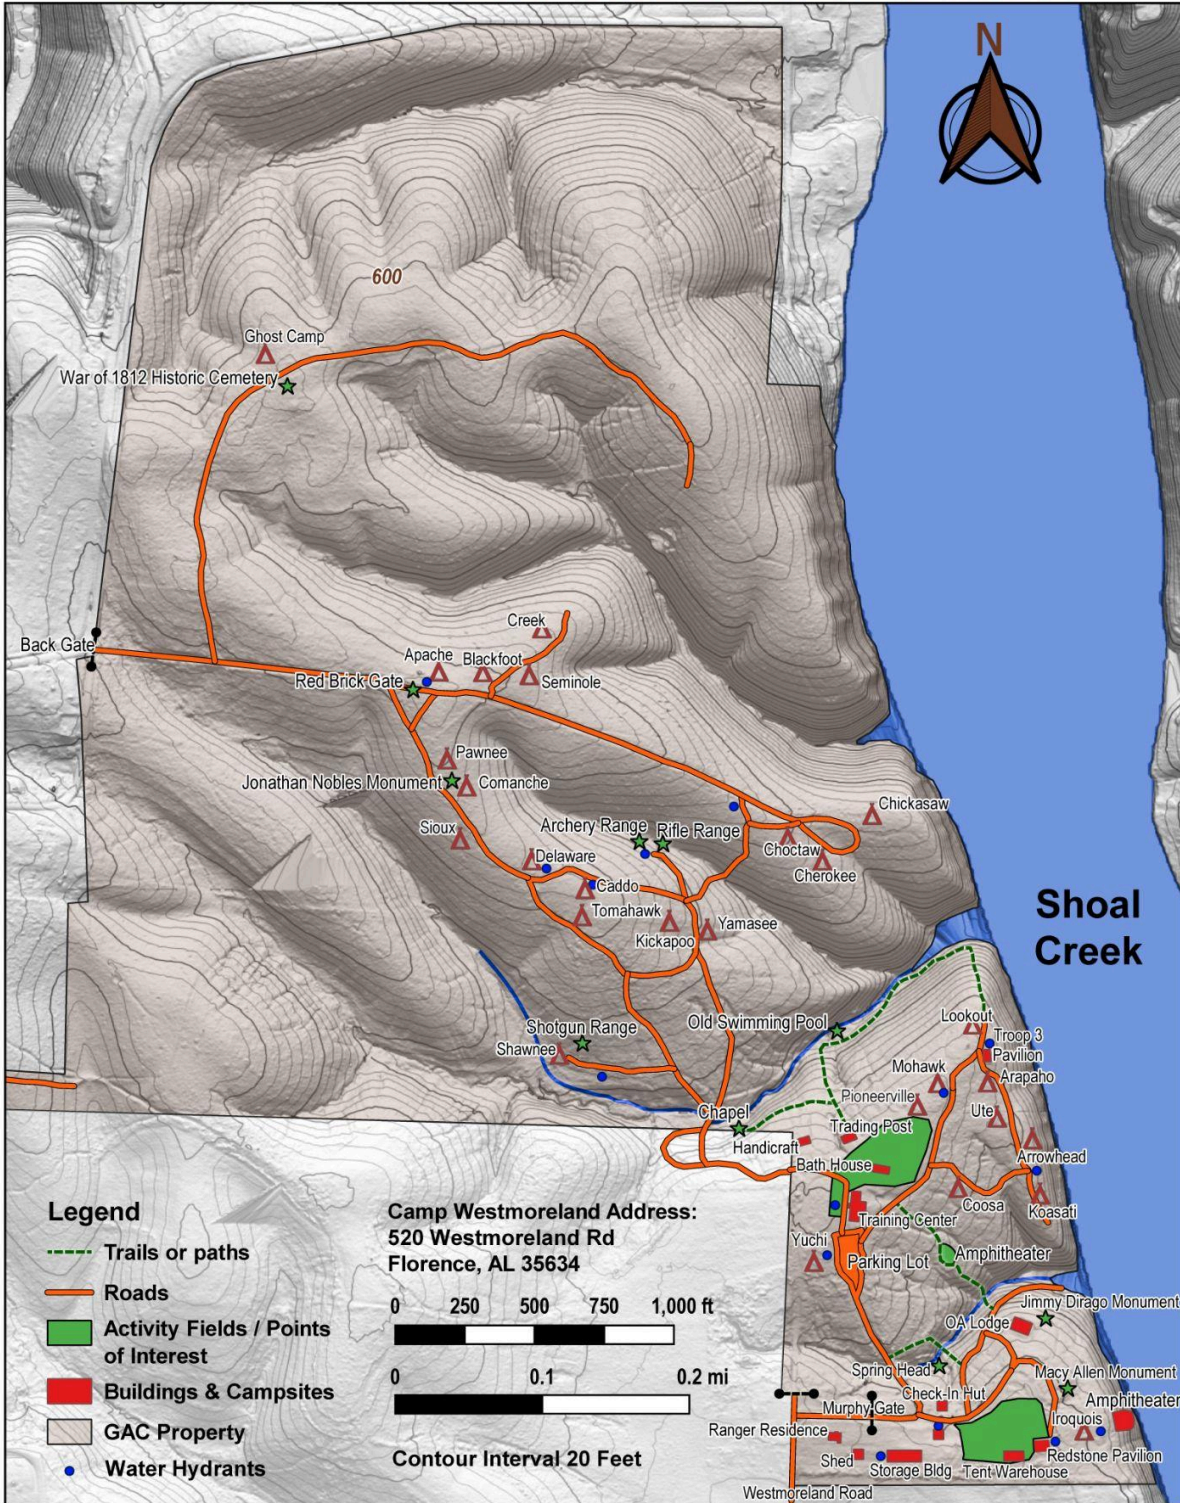 N
600
Ghost Camp
War of 1812 Historic Cemetery
Creek
Back Gate
Apache
Blackfoot
Red Brick Gate
Seminole
Pawnee
Jonathan Nobles Monument
Comanche
Chickasaw
Sioux
Archery Range
Rifle Range
Choctaw
Delaware
Cherokee
Caddo
Tomahawk
Kickapoo
Yamasee
Shoal
Creek
Shotgun Range
Old Swimming Pool
Lookout
Troop 3
Pavilion
Shawnee
Mohawk
Arapaho
Pioneerville
Chapel
Trading Post
Ute
Handicraft
Bath House
Arrowhead
Training Center
Coosa
Koasati
Yuchi
Parking Lot
Amphitheater
Jimmy Dirago Monument
OA Lodge
Spring Head
Macy Allen Monument
Check-In Hut
Amphitheater
Murphy Gate
Iroquois
Ranger Residence
Redstone Pavilion
Shed
Storage Bldg
Tent Warehouse
Westmoreland Road
Legend
Trails or paths
Roads
Activity Fields / Points
of Interest
Buildings & Campsites
GAC Property
Water Hydrants
Camp Westmoreland Address:
520 Westmoreland Rd
Florence, AL 35634
0 250 500 750 1,000 ft
0 0.1 0.2 mi
Contour Interval 20 Feet